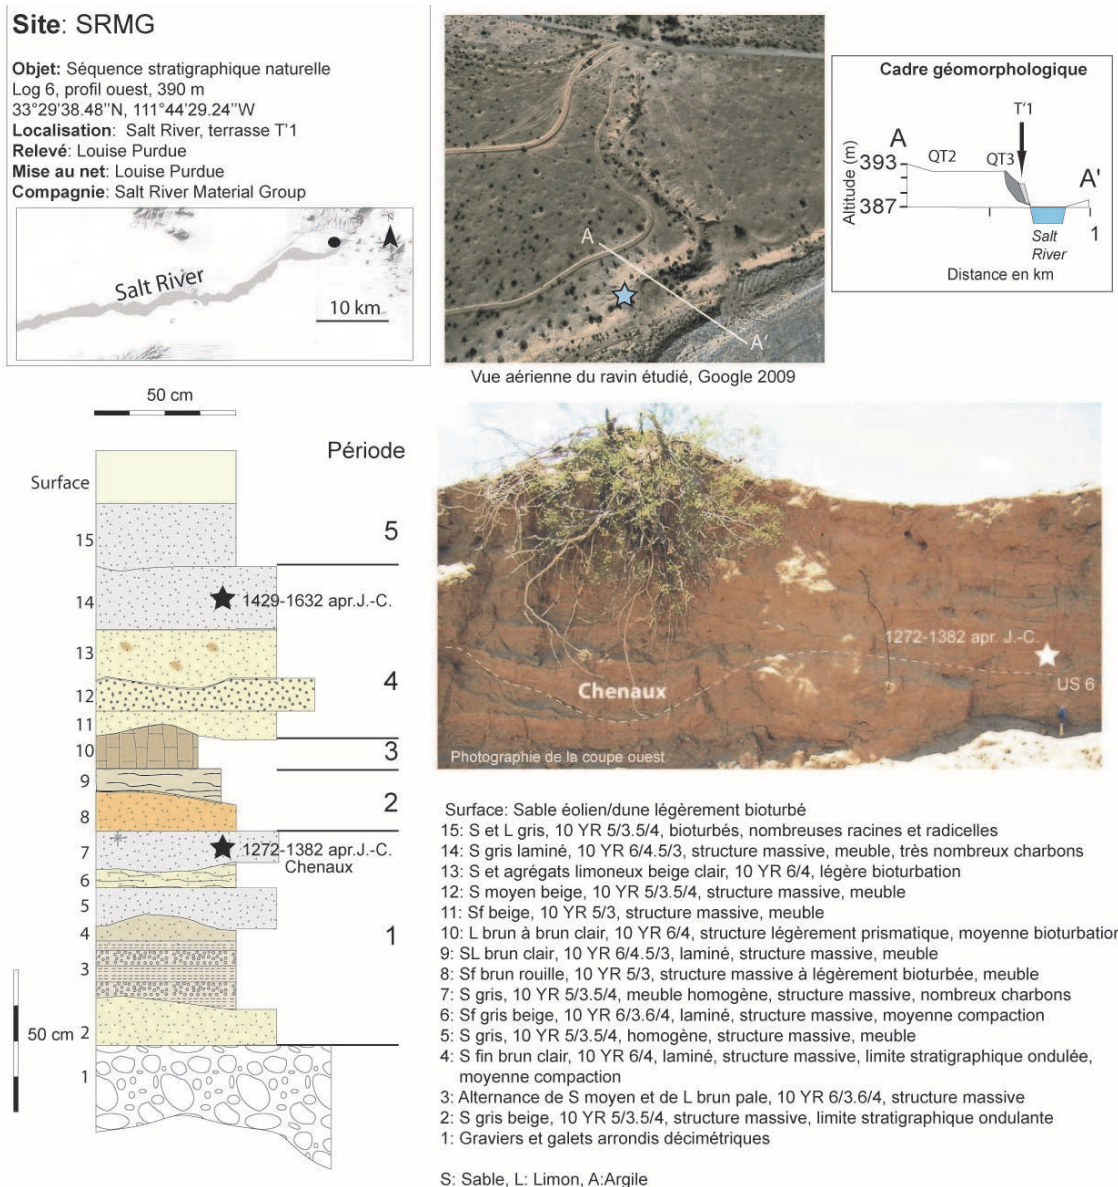 Site: SRMG
Objet: Séquence stratigraphique naturelle
Log 6, profil ouest, 390 m
33°29'38.48''N, 111°44'29.24''W
Localisation: Salt River, terrasse T'1
Relevé: Louise Purdue
Mise au net: Louise Purdue
Compagnie: Salt River Material Group
N
Salt River
10 km
A
A'
Vue aérienne du ravin étudié, Google 2009
Cadre géomorphologique
T'1
A
393
QT2
QT3
A'
Altitude (m)
387
Salt
River
1
Distance en km
50 cm
Période
Surface
15
5
14
1429-1632 apr.J.-C.
13
12
4
11
10
3
9
8
2
7
1272-1382 apr.J.-C.
Chenaux
6
5
4
1
3
50 cm
2
1
1272-1382 apr. J.-C.
Chenaux
US 6
Photographie de la coupe ouest
Surface: Sable éolien/dune légèrement bioturbé
15: S et L gris, 10 YR 5/3.5/4, bioturbés, nombreuses racines et radicelles
14: S gris laminé, 10 YR 6/4.5/3, structure massive, meuble, très nombreux charbons
13: S et agrégats limoneux beige clair, 10 YR 6/4, légère bioturbation
12: S moyen beige, 10 YR 5/3.5/4, structure massive, meuble
11: Sf beige, 10 YR 5/3, structure massive, meuble
10: L brun à brun clair, 10 YR 6/4, structure légèrement prismatique, moyenne bioturbation
9: SL brun clair, 10 YR 6/4.5/3, laminé, structure massive, meuble
8: Sf brun rouille, 10 YR 5/3, structure massive à légèrement bioturbée, meuble
7: S gris, 10 YR 5/3.5/4, meuble homogène, structure massive, nombreux charbons
6: Sf gris beige, 10 YR 6/3.6/4, laminé, structure massive, moyenne compaction
5: S gris, 10 YR 5/3.5/4, homogène, structure massive, meuble
4: S fin brun clair, 10 YR 6/4, laminé, structure massive, limite stratigraphique ondulée,
moyenne compaction
3: Alternance de S moyen et de L brun pale, 10 YR 6/3.6/4, structure massive
2: S gris beige, 10 YR 5/3.5/4, structure massive, limite stratigraphique ondulante
1: Graviers et galets arrondis décimétriques
S: Sable, L: Limon, A:Argile